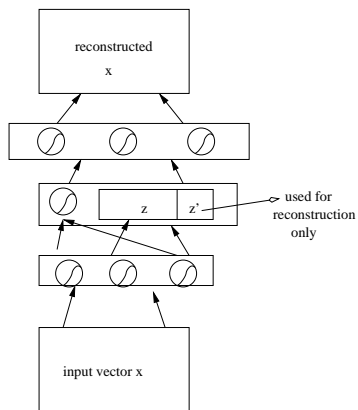 reconstructed
x
z
z'
used for
reconstruction
only
input vector x